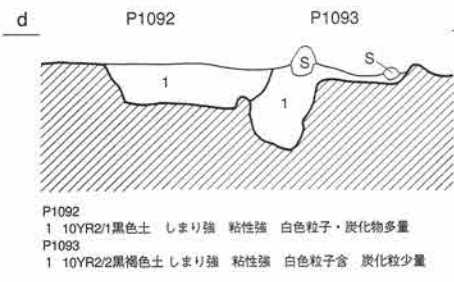 d
P1092 P1093
S
S
1
1
P1092
1 10YR2/1黒色土 しまり強 粘性強 白色粒子・炭化物多量
P1093
1 10YR2/2黒褐色土 しまり強 粘性強 白色粒子含 炭化粒少量